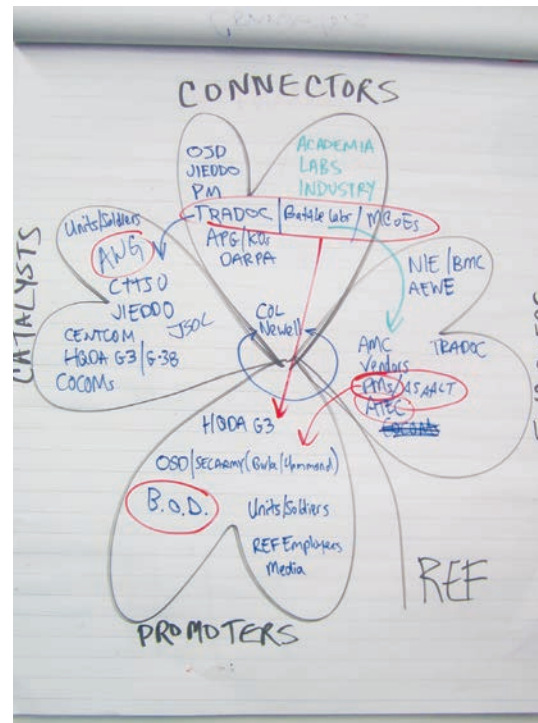 CONNECTORS
OSD
JIEDDO
PM
TRADOC / Battle Labs / MCoEs
APG/KOs
DARPA
ACADEMIA
LABS
INDUSTRY
CATALYSTS
Units/Soldiers
ANG
CTTSO
JIEDDO
JSOC
CENTCOM
HQDA G3/G-38
COCOMs
COL
Newell
NIE/BMC
AEWE
AMC
Vendors
TRADOC
PMs/ASAALT
ATEC
COCOMs
HQDA G3
OSD/SECARMY
B.O.D.
Units/Soldiers
REF Employees
Media
PROMOTERS
REF